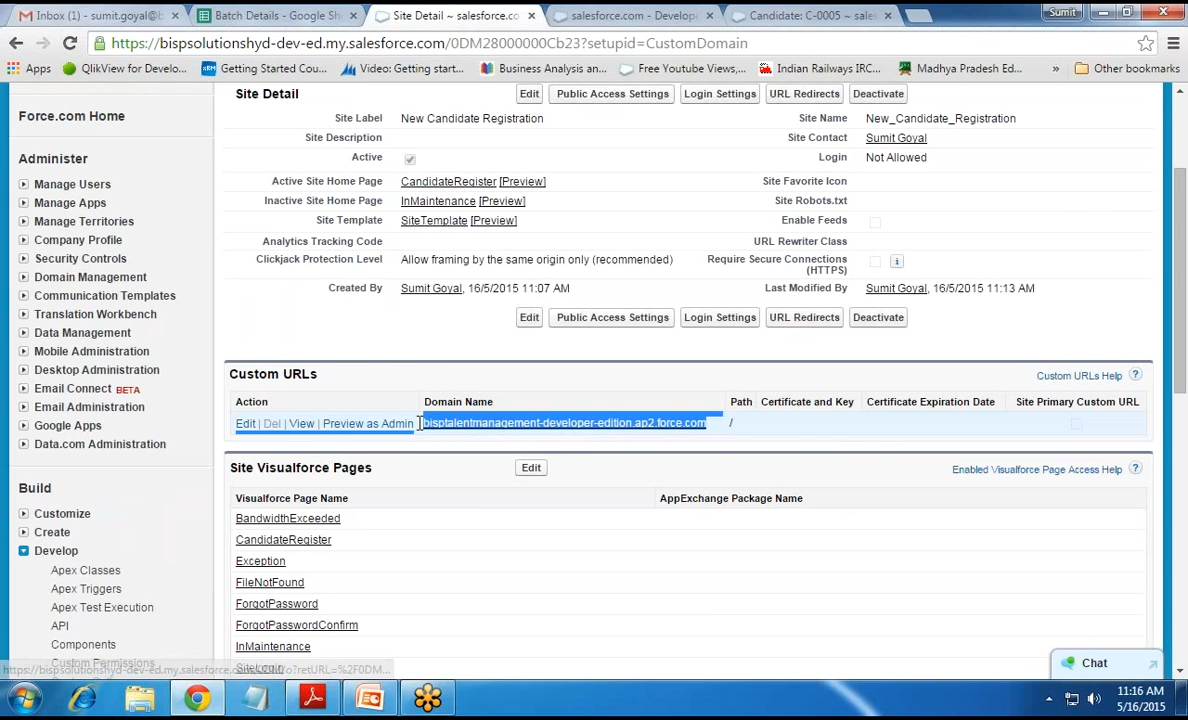 Inbox (1) - sumit.goyal@b
Batch Details - Google Sh
Site Detail ~ salesforce.co
salesforce.com - Develope
Candidate: C-0005 ~ sales
Sumit
https://bispsolutionshyd-dev-ed.my.salesforce.com/0DM28000000Cb23?setupid=CustomDomain
Apps
QlikView for Develo...
Getting Started Cou...
Video: Getting start...
Business Analysis an...
Free Youtube Views,...
Indian Railways IRC...
Madhya Pradesh Ed...
»
Other bookmarks
Force.com Home
Administer
Manage Users
Manage Apps
Manage Territories
Company Profile
Security Controls
Domain Management
Communication Templates
Translation Workbench
Data Management
Mobile Administration
Desktop Administration
Email Connect BETA
Email Administration
Google Apps
Data.com Administration
Build
Customize
Create
Develop
Apex Classes
Apex Triggers
Apex Test Execution
API
Components
Custom Permissions
Site Detail
Edit Public Access Settings Login Settings URL Redirects Deactivate
Site Label New Candidate Registration Site Name New_Candidate_Registration
Site Description Site Contact Sumit Goyal
Active Login Not Allowed
Active Site Home Page CandidateRegister [Preview] Site Favorite Icon
Inactive Site Home Page InMaintenance [Preview] Site Robots.txt
Site Template SiteTemplate [Preview] Enable Feeds
Analytics Tracking Code URL Rewriter Class
Clickjack Protection Level Allow framing by the same origin only (recommended) Require Secure Connections
(HTTPS)
Created By Sumit Goyal, 16/5/2015 11:07 AM Last Modified By Sumit Goyal, 16/5/2015 11:13 AM
Edit Public Access Settings Login Settings URL Redirects Deactivate
Custom URLs Custom URLs Help ?
Action Domain Name Path Certificate and Key Certificate Expiration Date Site Primary Custom URL
Edit | Del | View | Preview as Admin bisptalentmanagement-developer-edition.ap2.force.com /
Site Visualforce Pages Edit Enabled Visualforce Page Access Help ?
Visualforce Page Name AppExchange Package Name
BandwidthExceeded
CandidateRegister
Exception
FileNotFound
ForgotPassword
ForgotPasswordConfirm
InMaintenance
SiteLogin
Chat
11:16 AM
5/16/2015